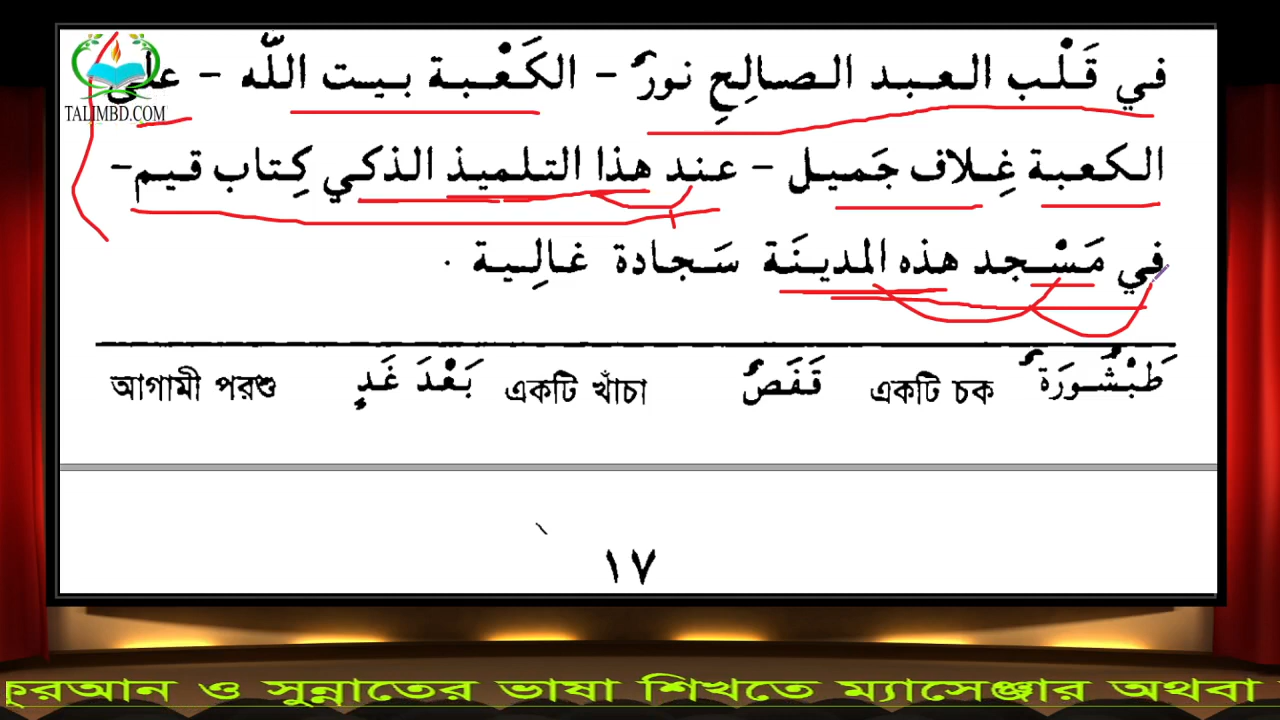 في قَلْب العبد الصالِحِ نورٌ – الكَعْبة بيت اللّه – على
الكعبة غِلاف جَميل – عند هذا التلميذ الذكي كِتاب قيم –
في مَسْجد هذه المدينَة سَجادة غالِية .
طَبْشُورَةٌ একটি চক قَفَصٌ একটি খাঁচা بَعْدَ غَدٍ আগামী পরশু
١٧
TALIMBD.COM
কুরআন ও সুন্নাতের ভাষা শিখতে ম্যাসেঞ্জার অথবা